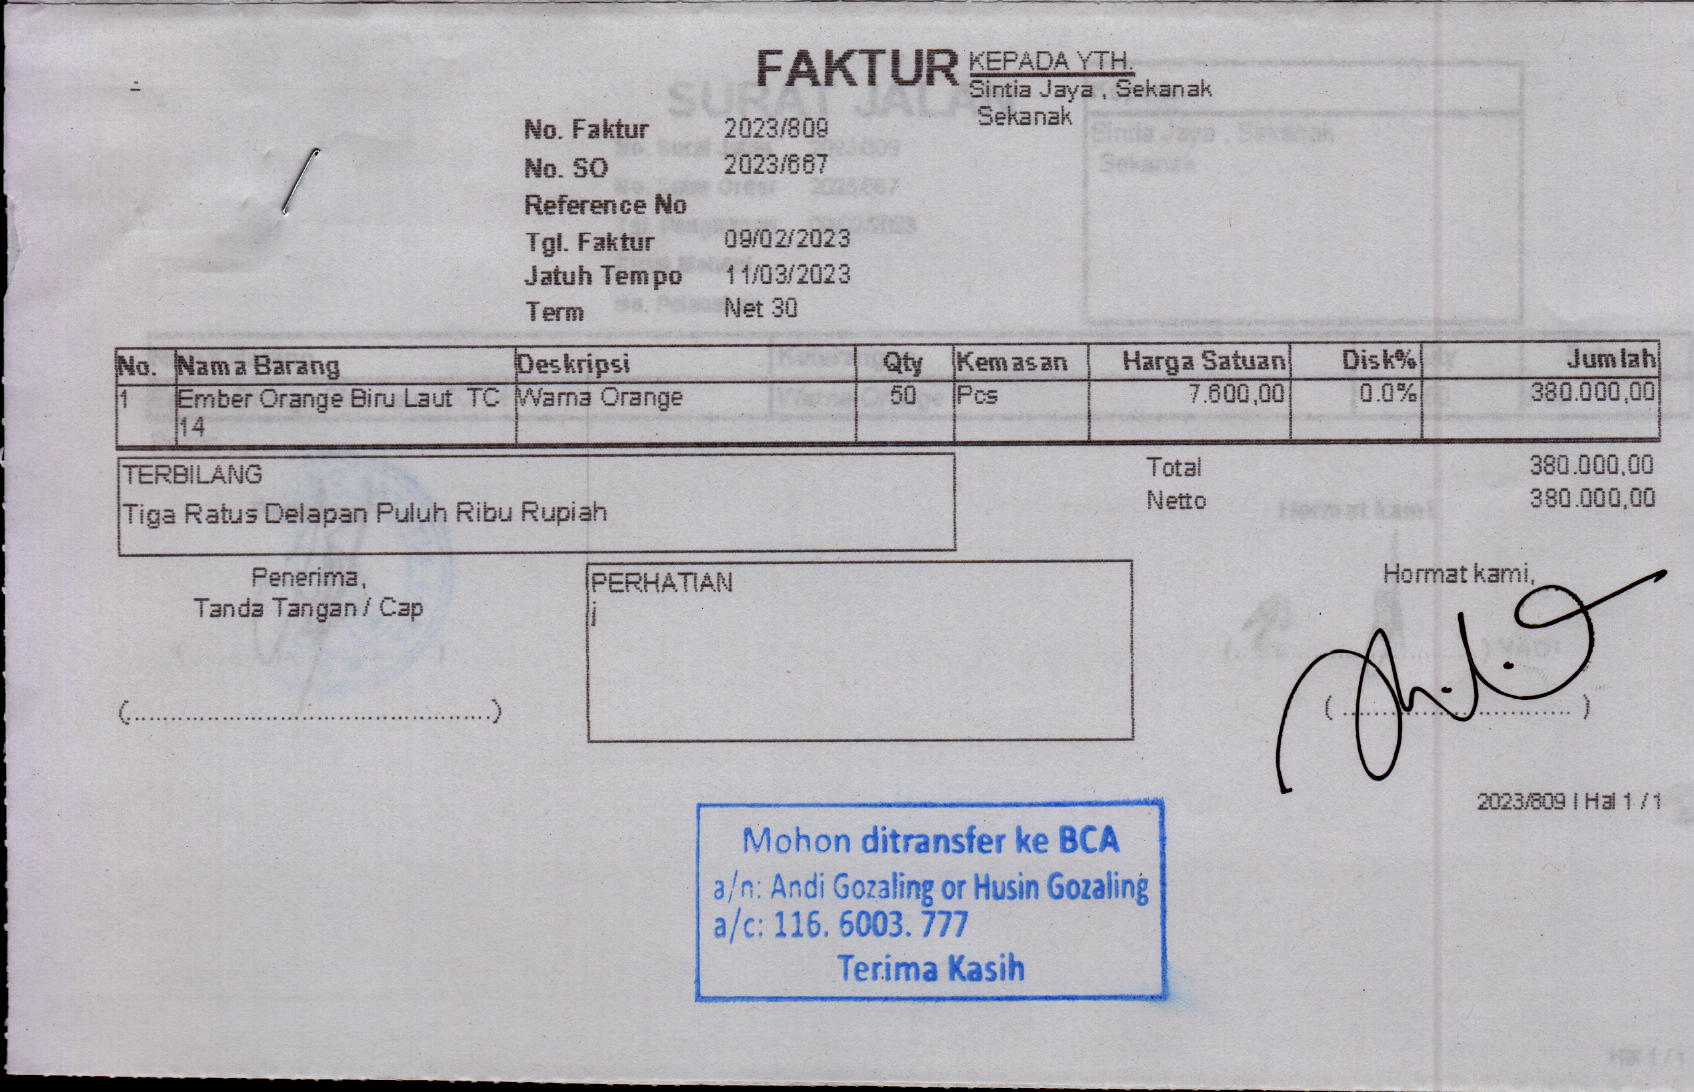 FAKTUR
KEPADA YTH.
Sintia Jaya , Sekanak
Sekanak
No. Faktur 2023/809
No. SO 2023/667
Reference No
Tgl. Faktur 09/02/2023
Jatuh Tempo 11/03/2023
Term Net 30
No. Nama Barang Deskripsi Qty Kemasan Harga Satuan Disk% Jumlah
1 Ember Orange Biru Laut TC Warna Orange 50 Pcs 7.600,00 0.0% 380.000,00
14
TERBILANG
Tiga Ratus Delapan Puluh Ribu Rupiah
Total 380.000,00
Netto 380.000,00
Penerima,
Tanda Tangan / Cap
(..................................................)
PERHATIAN
j
Hormat kami,
(................................)
2023/809 | Hal 1 / 1
Mohon ditransfer ke BCA
a/n: Andi Gozaling or Husin Gozaling
a/c: 116. 6003. 777
Terima Kasih